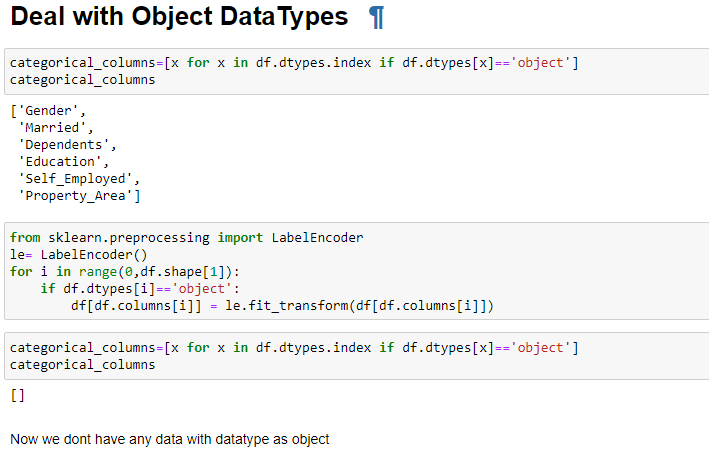 Deal with Object DataTypes ¶
categorical_columns=[x for x in df.dtypes.index if df.dtypes[x]=='object']
categorical_columns
['Gender',
 'Married',
 'Dependents',
 'Education',
 'Self_Employed',
 'Property_Area']
from sklearn.preprocessing import LabelEncoder
le= LabelEncoder()
for i in range(0,df.shape[1]):
    if df.dtypes[i]=='object':
        df[df.columns[i]] = le.fit_transform(df[df.columns[i]])
categorical_columns=[x for x in df.dtypes.index if df.dtypes[x]=='object']
categorical_columns
[]
Now we dont have any data with datatype as object